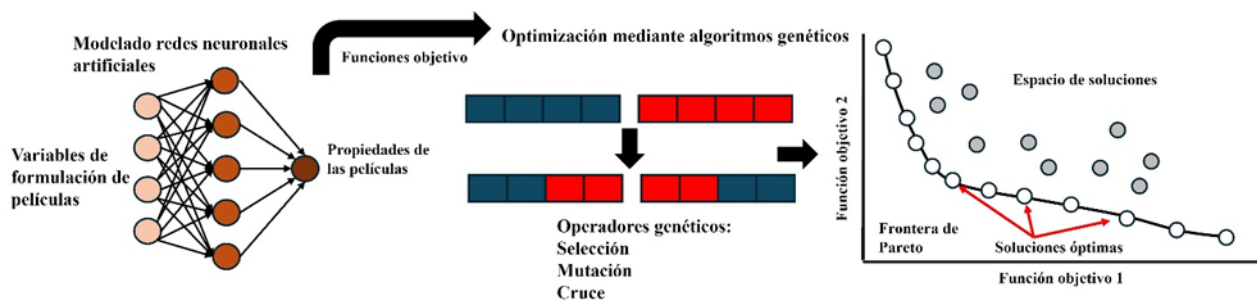 Modelado redes neuronales
artificiales
Variables de
formulación de
películas
Propiedades de
las películas
Funciones objetivo
Optimización mediante algoritmos genéticos
Operadores genéticos:
Selección
Mutación
Cruce
Función objetivo 2
Espacio de soluciones
Frontera de
Pareto
Soluciones óptimas
Función objetivo 1